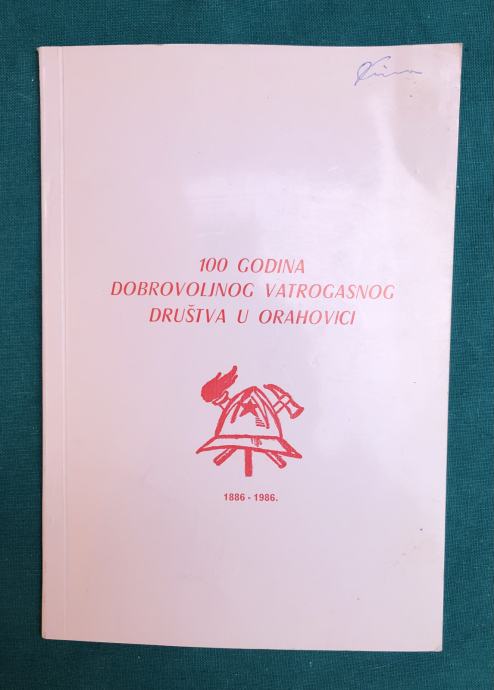 100 GODINA
DOBROVOLJNOG VATROGASNOG
DRUŠTVA U ORAHOVICI
1886 - 1986.